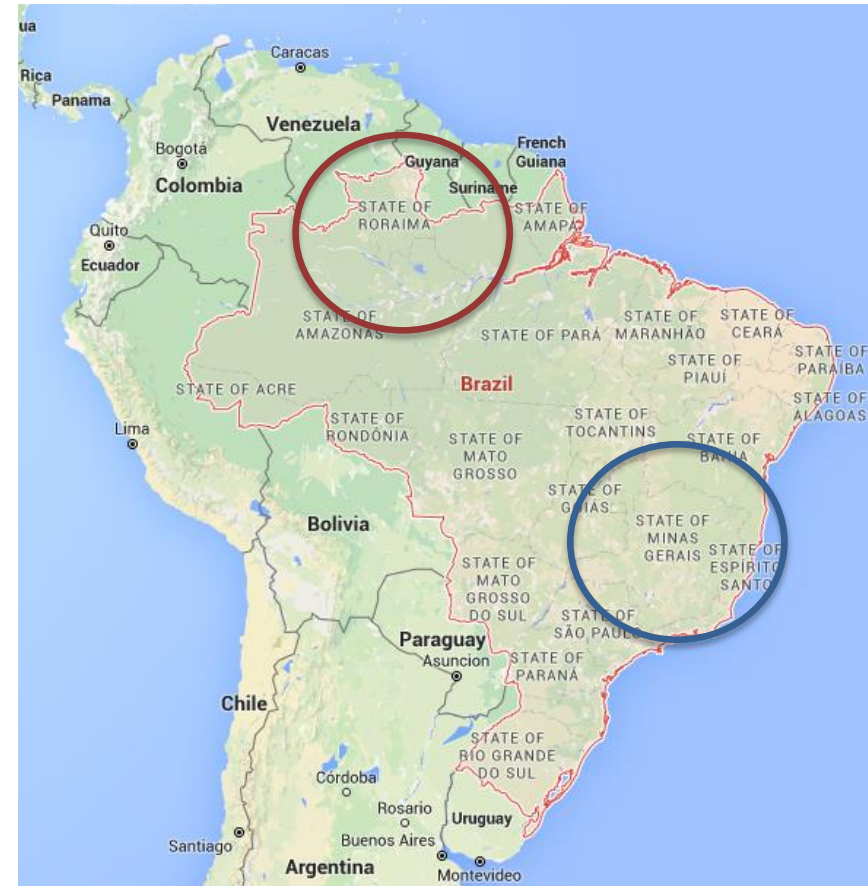 ua
Caracas
Rica
Panama
Venezuela
Bogotá
Colombia
Guyana
French
Guiana
Suriname
STATE OF
RORAIMA
STATE OF
AMAPÁ
Quito
Ecuador
STATE OF
AMAZONAS
STATE OF PARÁ
STATE OF
MARANHÃO
STATE OF
CEARÁ
STATE OF
PARAÍBA
STATE OF
PIAUÍ
Brazil
STATE OF ACRE
STATE OF
ALAGOAS
Lima
STATE OF
RONDÔNIA
STATE OF
TOCANTINS
STATE OF
MATO
GROSSO
STATE OF
BAHIA
STATE OF
GOIÁS
Bolivia
STATE OF
MINAS
GERAIS
STATE OF
ESPÍRITO
SANTO
STATE OF
MATO
GROSSO
DO SUL
STATE OF
SÃO PAULO
Paraguay
Asuncion
STATE OF
PARANÁ
Chile
STATE OF
RIO GRANDE
DO SUL
Córdoba
Rosario
Uruguay
Santiago
Buenos Aires
Argentina
Montevideo